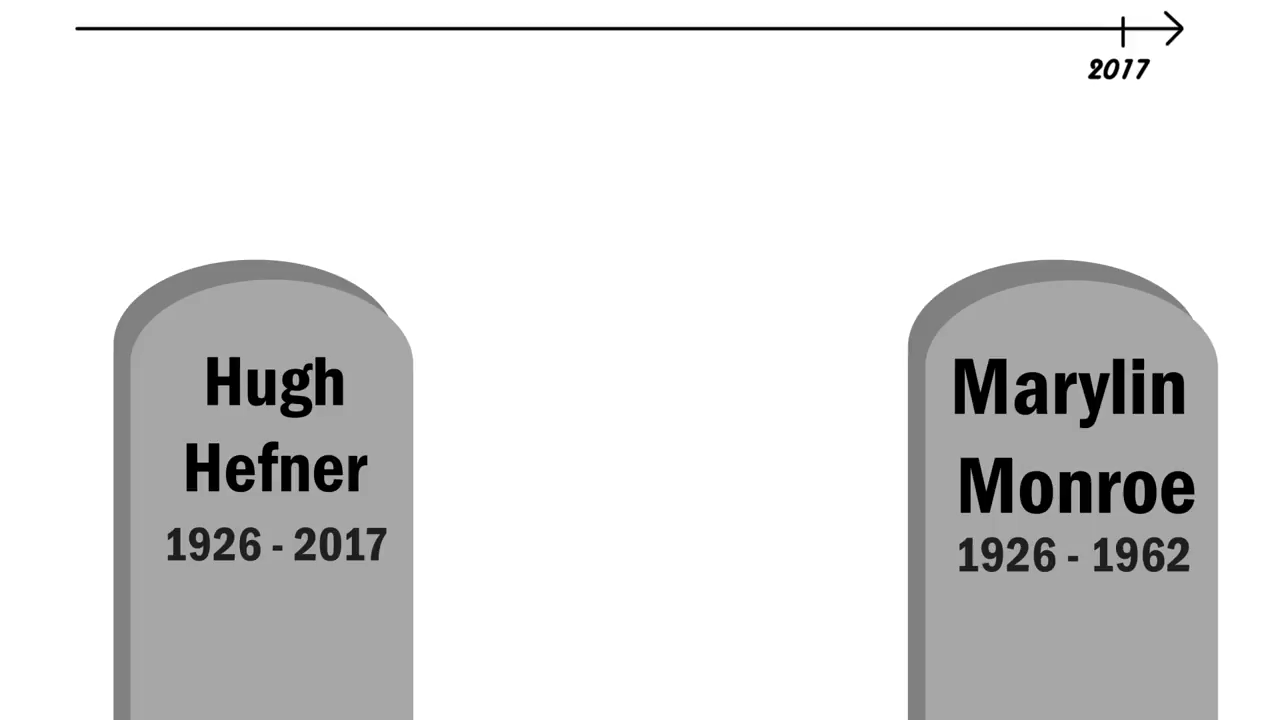 2017
Hugh
Hefner
1926 - 2017
Marylin
Monroe
1926 - 1962